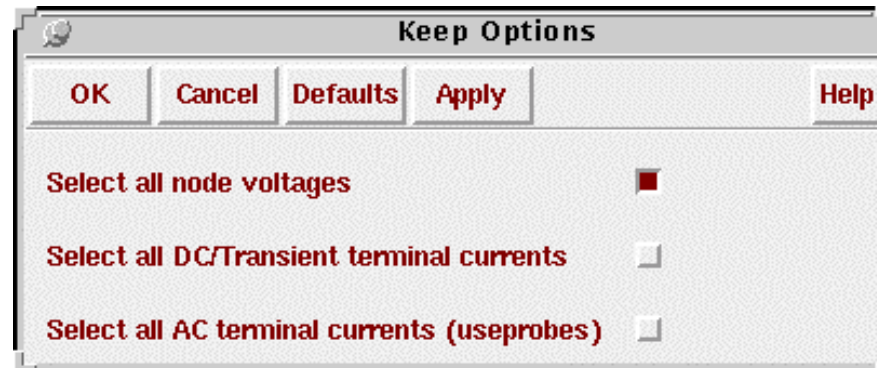 Keep Options
OK Cancel Defaults Apply Help
Select all node voltages
Select all DC/Transient terminal currents
Select all AC terminal currents (useprobes)